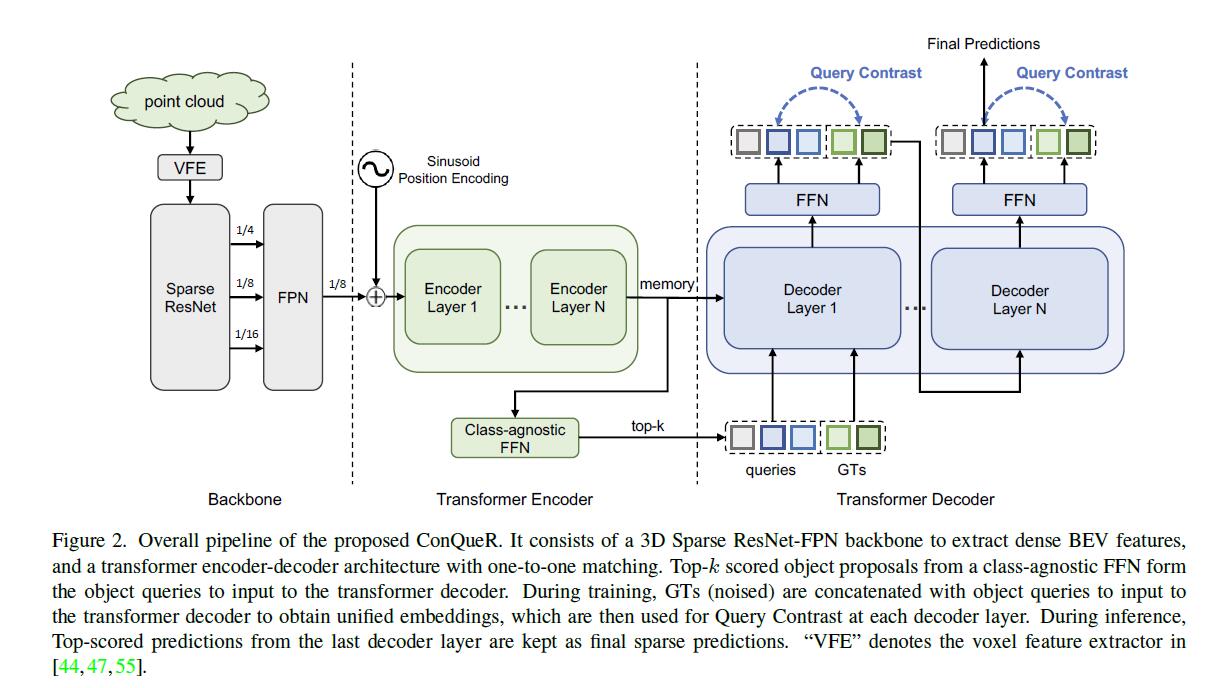 Final Predictions
Query Contrast
Query Contrast
point cloud
VFE
Sinusoid
Position Encoding
FFN
FFN
1/4
1/8
1/16
Sparse
ResNet
FPN
1/8
Encoder
Layer 1
...
Encoder
Layer N
memory
Decoder
Layer 1
...
Decoder
Layer N
Class-agnostic
FFN
top-k
queries
GTs
Backbone
Transformer Encoder
Transformer Decoder
Figure 2. Overall pipeline of the proposed ConQueR. It consists of a 3D Sparse ResNet-FPN backbone to extract dense BEV features,
and a transformer encoder-decoder architecture with one-to-one matching. Top-k scored object proposals from a class-agnostic FFN form
the object queries to input to the transformer decoder. During training, GTs (noised) are concatenated with object queries to input to
the transformer decoder to obtain unified embeddings, which are then used for Query Contrast at each decoder layer. During inference,
Top-scored predictions from the last decoder layer are kept as final sparse predictions. “VFE” denotes the voxel feature extractor in
[44,47,55].